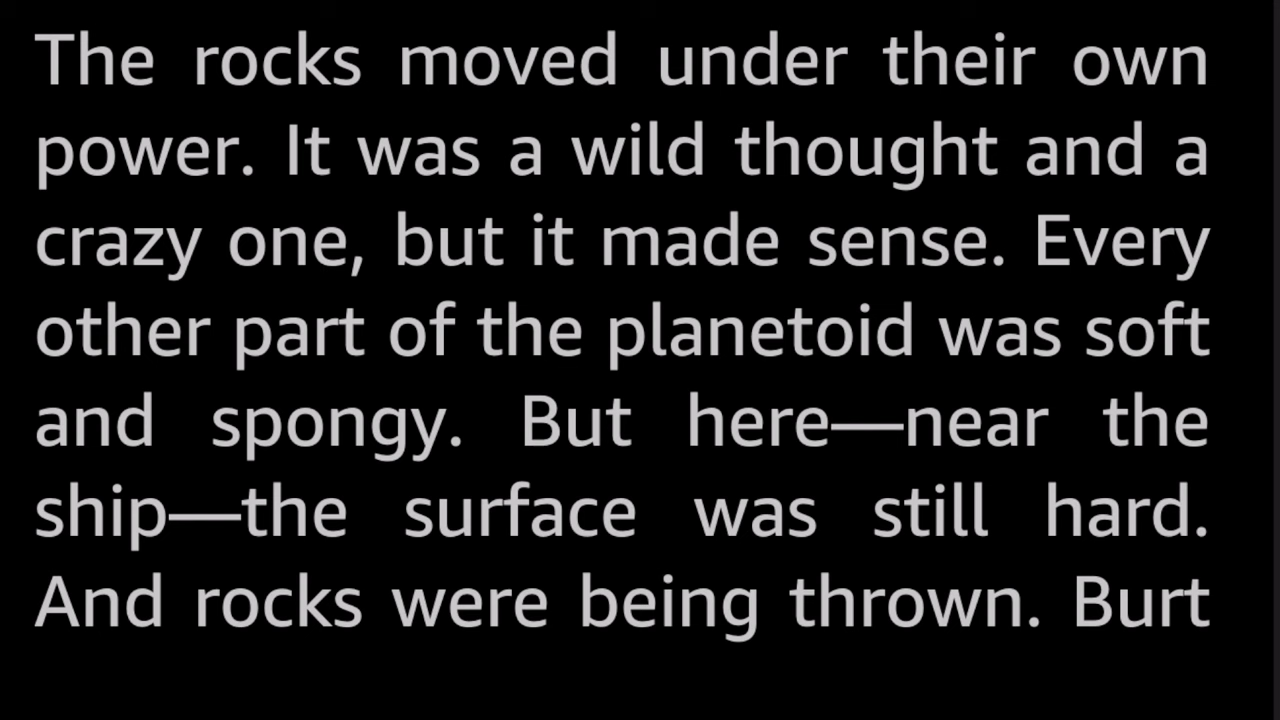 The rocks moved under their own
power. It was a wild thought and a
crazy one, but it made sense. Every
other part of the planetoid was soft
and spongy. But here—near the
ship—the surface was still hard.
And rocks were being thrown. Burt